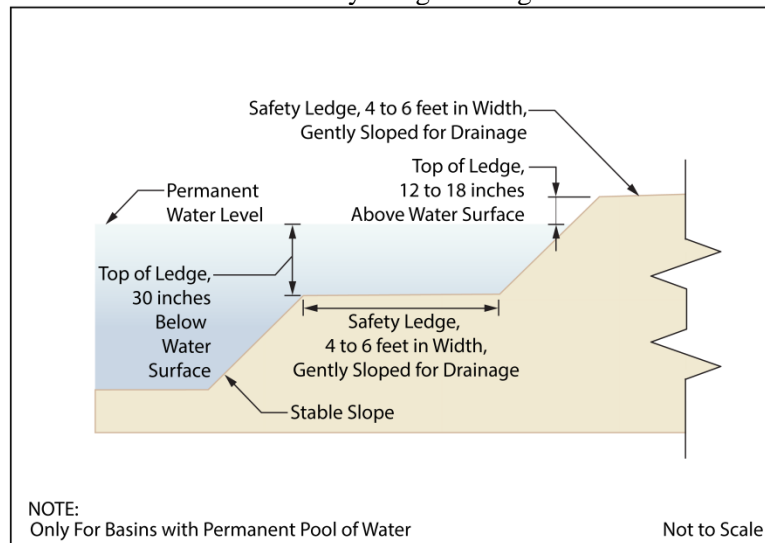 Safety Ledge, 4 to 6 feet in Width,
Gently Sloped for Drainage
Top of Ledge,
12 to 18 inches
Above Water Surface
Permanent
Water Level
Top of Ledge,
30 inches
Below
Water
Surface
Safety Ledge,
4 to 6 feet in Width,
Gently Sloped for Drainage
Stable Slope
NOTE:
Only For Basins with Permanent Pool of Water
Not to Scale